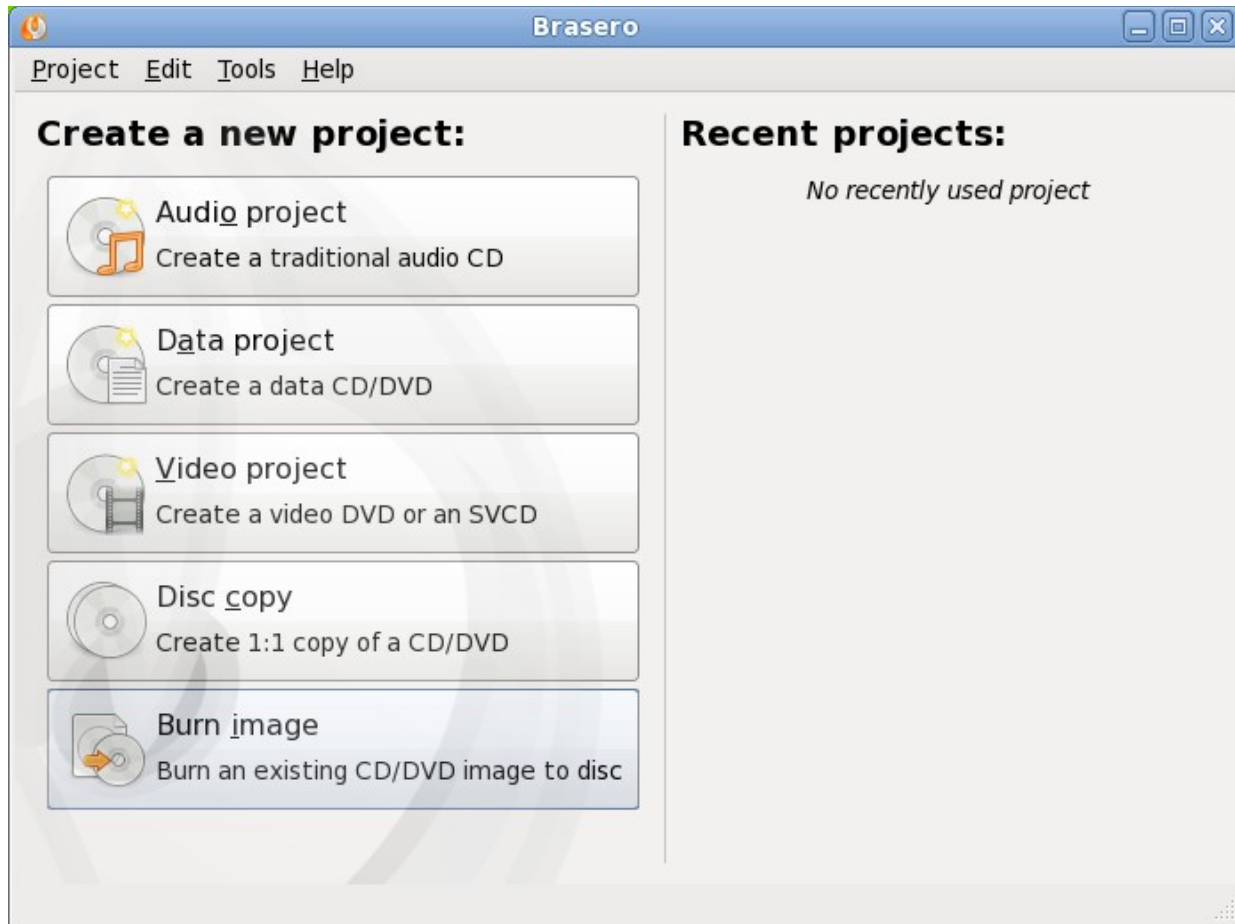 Brasero
Project Edit Tools Help
Create a new project:
Audio project
Create a traditional audio CD
Data project
Create a data CD/DVD
Video project
Create a video DVD or an SVCD
Disc copy
Create 1:1 copy of a CD/DVD
Burn image
Burn an existing CD/DVD image to disc
Recent projects:
No recently used project